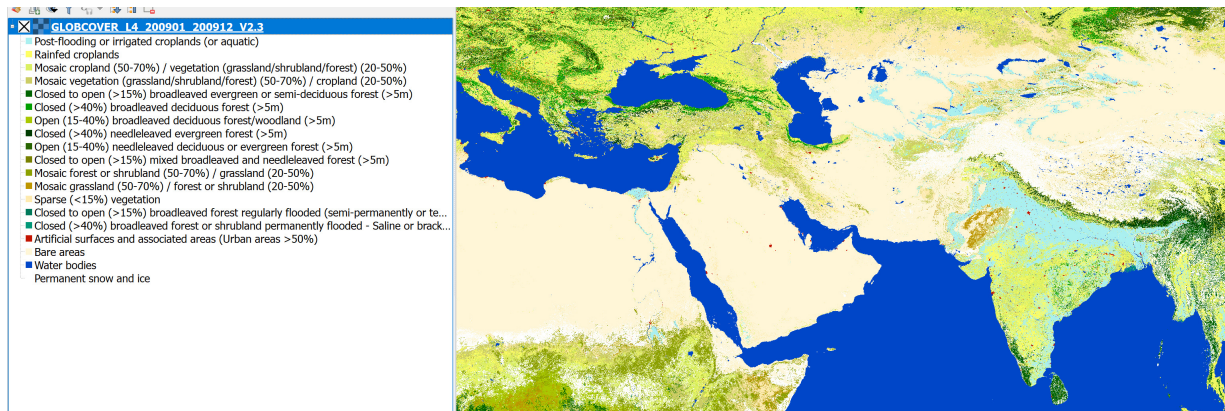 GLOBCOVER_L4_200901_200912_V2.3
Post-flooding or irrigated croplands (or aquatic)
Rainfed croplands
Mosaic cropland (50-70%) / vegetation (grassland/shrubland/forest) (20-50%)
Mosaic vegetation (grassland/shrubland/forest) (50-70%) / cropland (20-50%)
Closed to open (>15%) broadleaved evergreen or semi-deciduous forest (>5m)
Closed (>40%) broadleaved deciduous forest (>5m)
Open (15-40%) broadleaved deciduous forest/woodland (>5m)
Closed (>40%) needleleaved evergreen forest (>5m)
Open (15-40%) needleleaved deciduous or evergreen forest (>5m)
Closed to open (>15%) mixed broadleaved and needleleaved forest (>5m)
Mosaic forest or shrubland (50-70%) / grassland (20-50%)
Mosaic grassland (50-70%) / forest or shrubland (20-50%)
Sparse (<15%) vegetation
Closed to open (>15%) broadleaved forest regularly flooded (semi-permanently or te...
Closed (>40%) broadleaved forest or shrubland permanently flooded - Saline or brack...
Artificial surfaces and associated areas (Urban areas >50%)
Bare areas
Water bodies
Permanent snow and ice